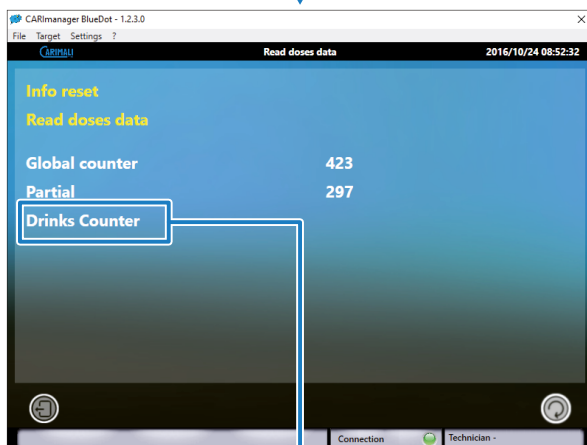 CARImanager BlueDot - 1.2.3.0
File Target Settings ?
CARIMALI Read doses data 2016/10/24 08:52:32
Info reset
Read doses data
Global counter 423
Partial 297
Drinks Counter
Connection Technician -